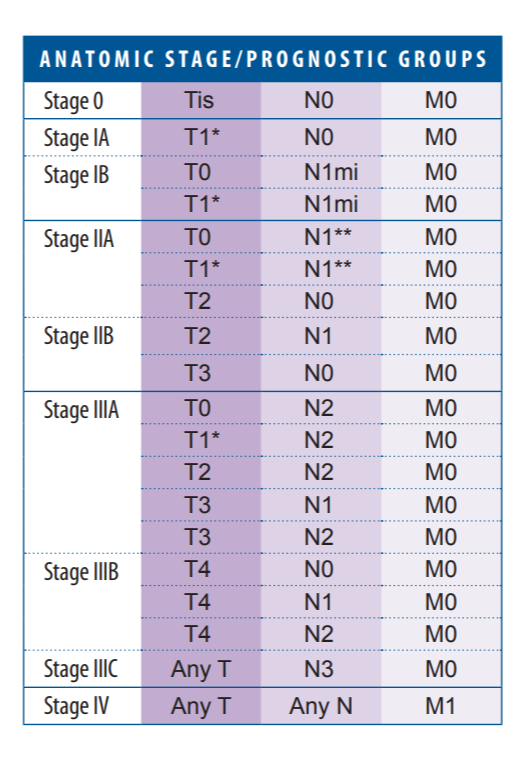 ANATOMIC STAGE/PROGNOSTIC GROUPS
Stage 0 Tis N0 M0
Stage IA T1* N0 M0
Stage IB T0 N1mi M0
T1* N1mi M0
Stage IIA T0 N1** M0
T1* N1** M0
T2 N0 M0
Stage IIB T2 N1 M0
T3 N0 M0
Stage IIIA T0 N2 M0
T1* N2 M0
T2 N2 M0
T3 N1 M0
T3 N2 M0
Stage IIIB T4 N0 M0
T4 N1 M0
T4 N2 M0
Stage IIIC Any T N3 M0
Stage IV Any T Any N M1